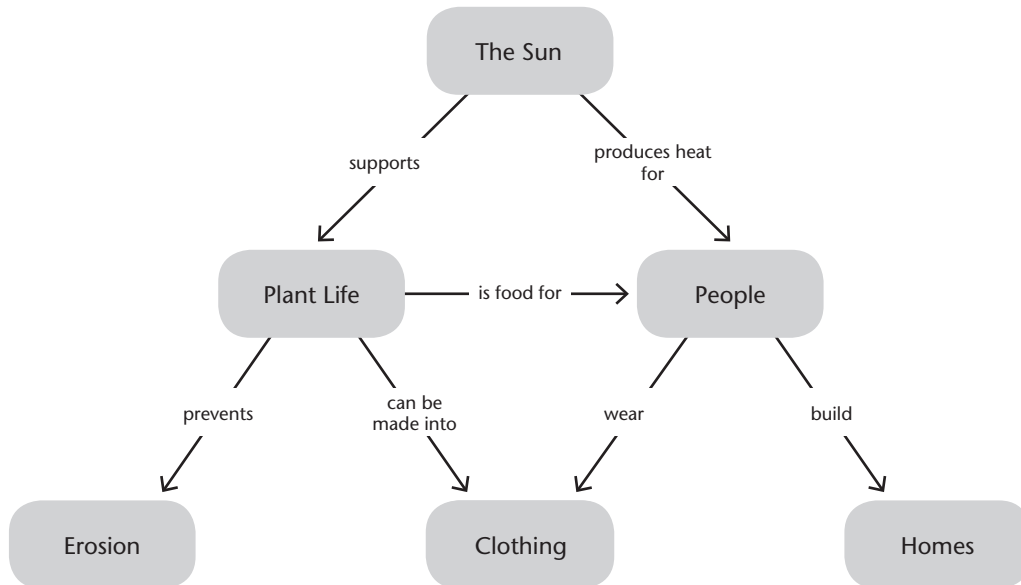 The Sun
supports
produces heat
for
Plant Life
is food for
People
prevents
can be
made into
wear
build
Erosion
Clothing
Homes